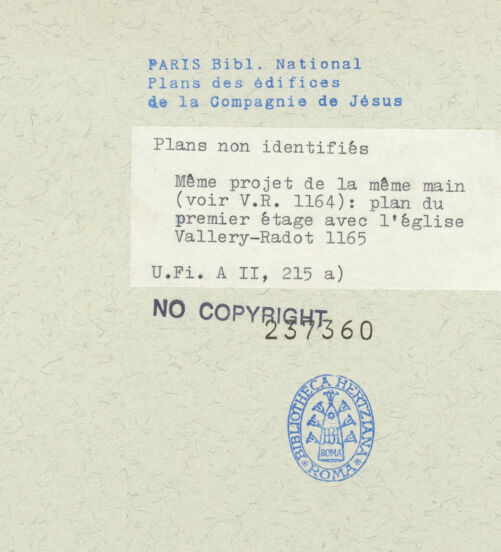 PARIS Bibl. National
Plans des édifices
de la Compagnie de Jésus
Plans non identifiés
Même projet de la même main
(voir V.R. 1164): plan du
premier étage avec l'église
Vallery-Radot 1165
U.Fi. A II, 215 a)
NO COPYRIGHT
237360
BIBLIOTHECA HERTZIANA
ROMA
ROMA